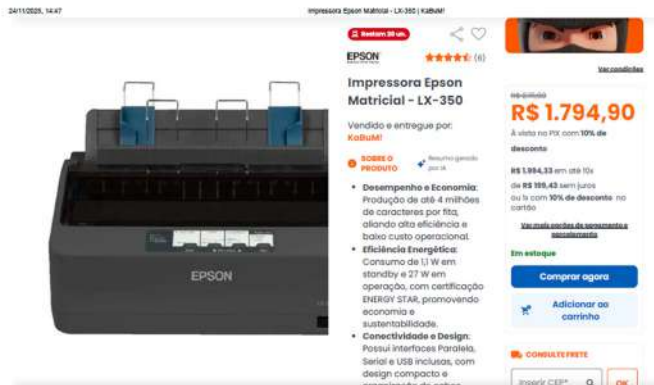 24/11/2025, 14:47
Impressora Epson Matricial - LX-350 | KaBuM!
Restam 20 un.
EPSON
(6)
Impressora Epson
Matricial - LX-350
Vendido e entregue por:
KaBuM!
SOBRE O
PRODUTO
Resumo gerado
por IA
Desempenho e Economia:
Produção de até 4 milhões
de caracteres por fita,
aliando alta eficiência e
baixo custo operacional.
Eficiência Energética:
Consumo de 1,1 W em
standby e 27 W em
operação, com certificação
ENERGY STAR, promovendo
economia e
sustentabilidade.
Conectividade e Design:
Possui interfaces Paralela,
Serial e USB inclusas, com
design compacto e
EPSON
Ver condições
R$ 1.794,90
À vista no PIX com 10% de
desconto
R$ 1.994,33 em até 10x
de R$ 199,43 sem juros
ou 1x com 10% de desconto no
cartão
Ver mais opções de pagamento e
parcelamento
Em estoque
Comprar agora
Adicionar ao
carrinho
CONSULTE FRETE
Inserir CEP*
OK